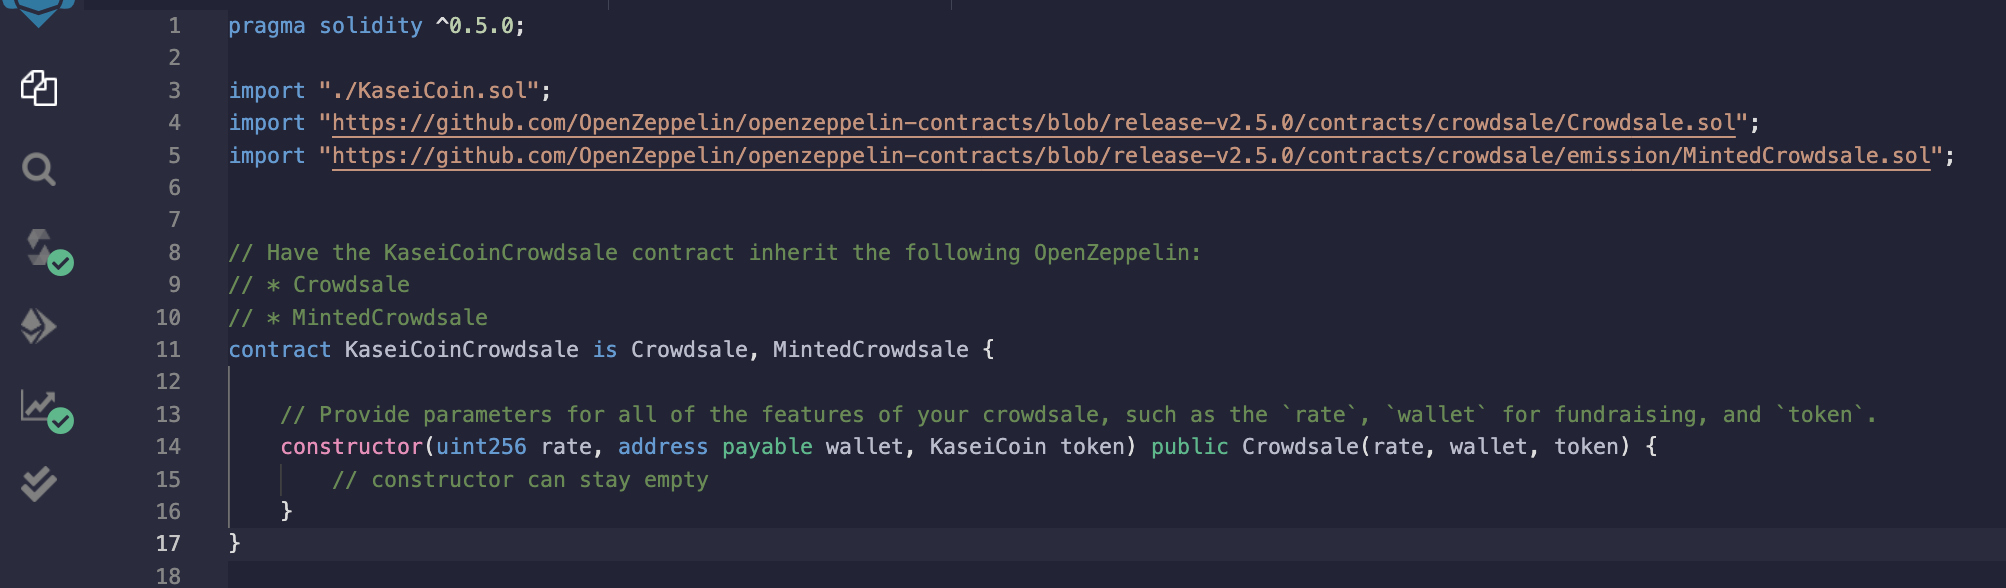 1 pragma solidity ^0.5.0;
2
3 import "./KaseiCoin.sol";
4 import "https://github.com/OpenZeppelin/openzeppelin-contracts/blob/release-v2.5.0/contracts/crowdsale/Crowdsale.sol";
5 import "https://github.com/OpenZeppelin/openzeppelin-contracts/blob/release-v2.5.0/contracts/crowdsale/emission/MintedCrowdsale.sol";
6
7
8 // Have the KaseiCoinCrowdsale contract inherit the following OpenZeppelin:
9 // * Crowdsale
10 // * MintedCrowdsale
11 contract KaseiCoinCrowdsale is Crowdsale, MintedCrowdsale {
12
13     // Provide parameters for all of the features of your crowdsale, such as the `rate`, `wallet` for fundraising, and `token`.
14     constructor(uint256 rate, address payable wallet, KaseiCoin token) public Crowdsale(rate, wallet, token) {
15         // constructor can stay empty
16     }
17 }
18